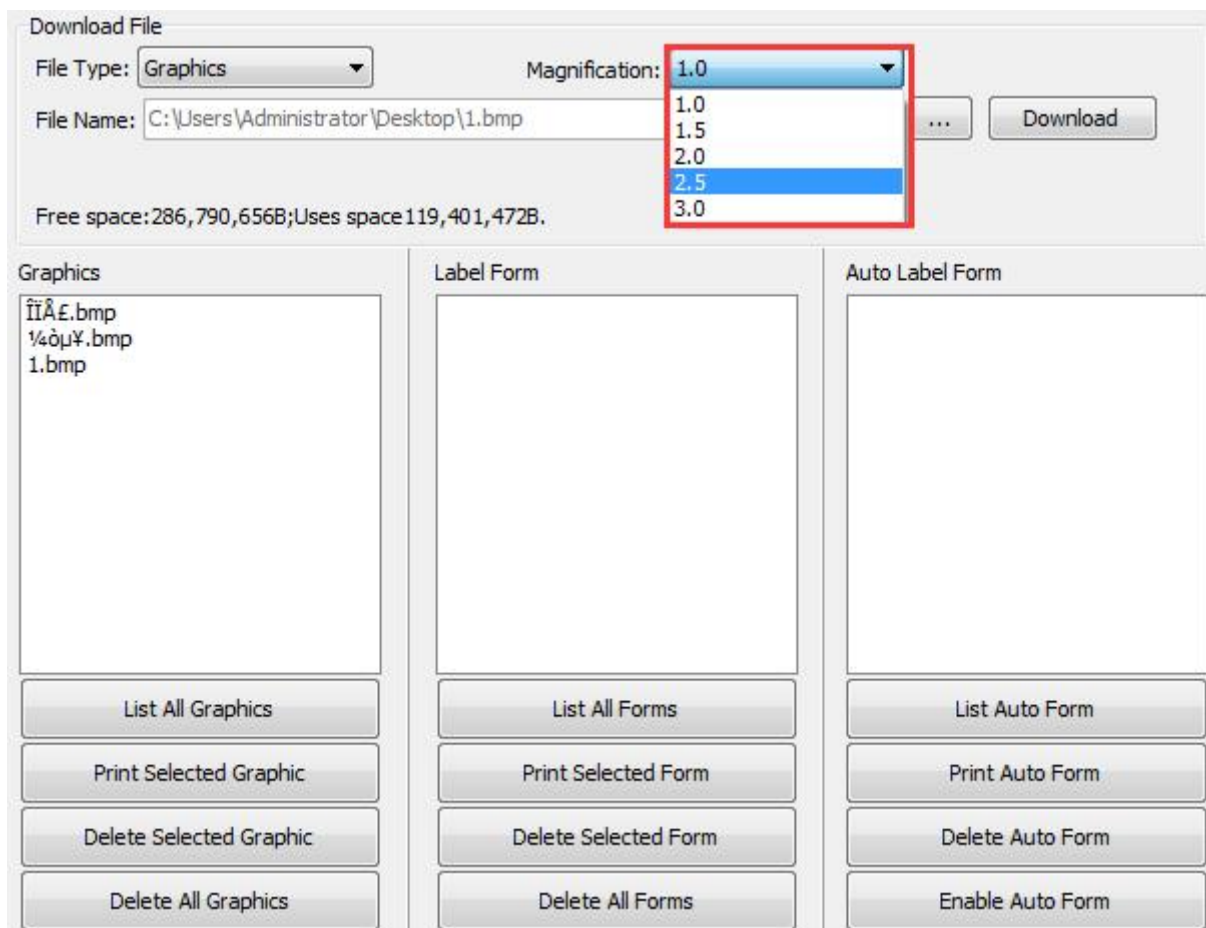 Download File
File Type: Graphics Magnification: 1.0
1.0
File Name: C:\Users\Administrator\Desktop\1.bmp ... Download
1.5
2.0
2.5
3.0
Free space:286,790,656B;Uses space119,401,472B.
Graphics Label Form Auto Label Form
ÎÏÅ£.bmp
¼òµ¥.bmp
1.bmp
List All Graphics List All Forms List Auto Form
Print Selected Graphic Print Selected Form Print Auto Form
Delete Selected Graphic Delete Selected Form Delete Auto Form
Delete All Graphics Delete All Forms Enable Auto Form